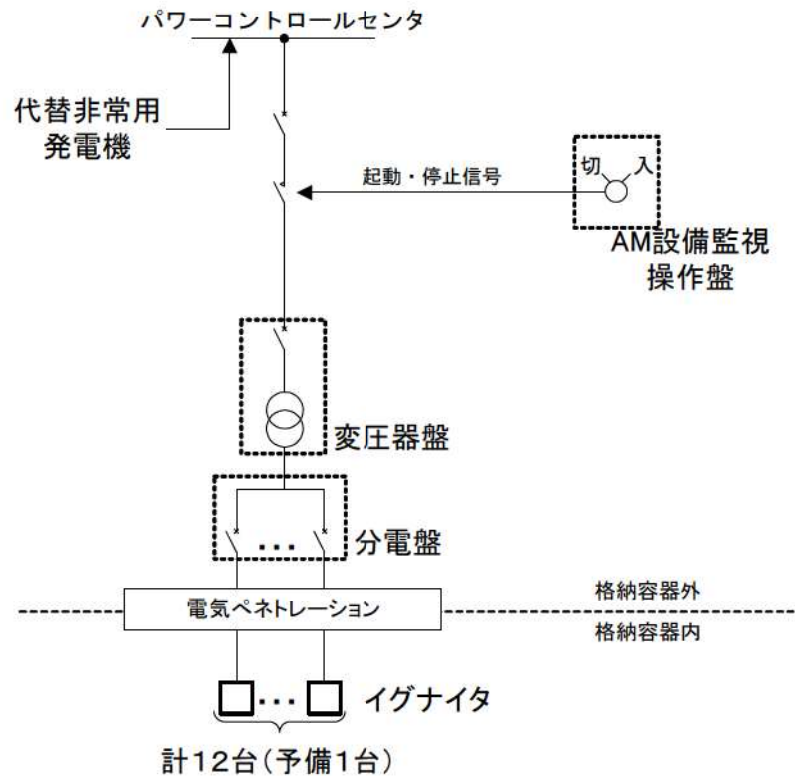 パワーコントロールセンタ
代替非常用
発電機
起動・停止信号
切 入
AM設備監視
操作盤
変圧器盤
分電盤
電気ペネトレーション
格納容器外
格納容器内
イグナイタ
計12台(予備1台)